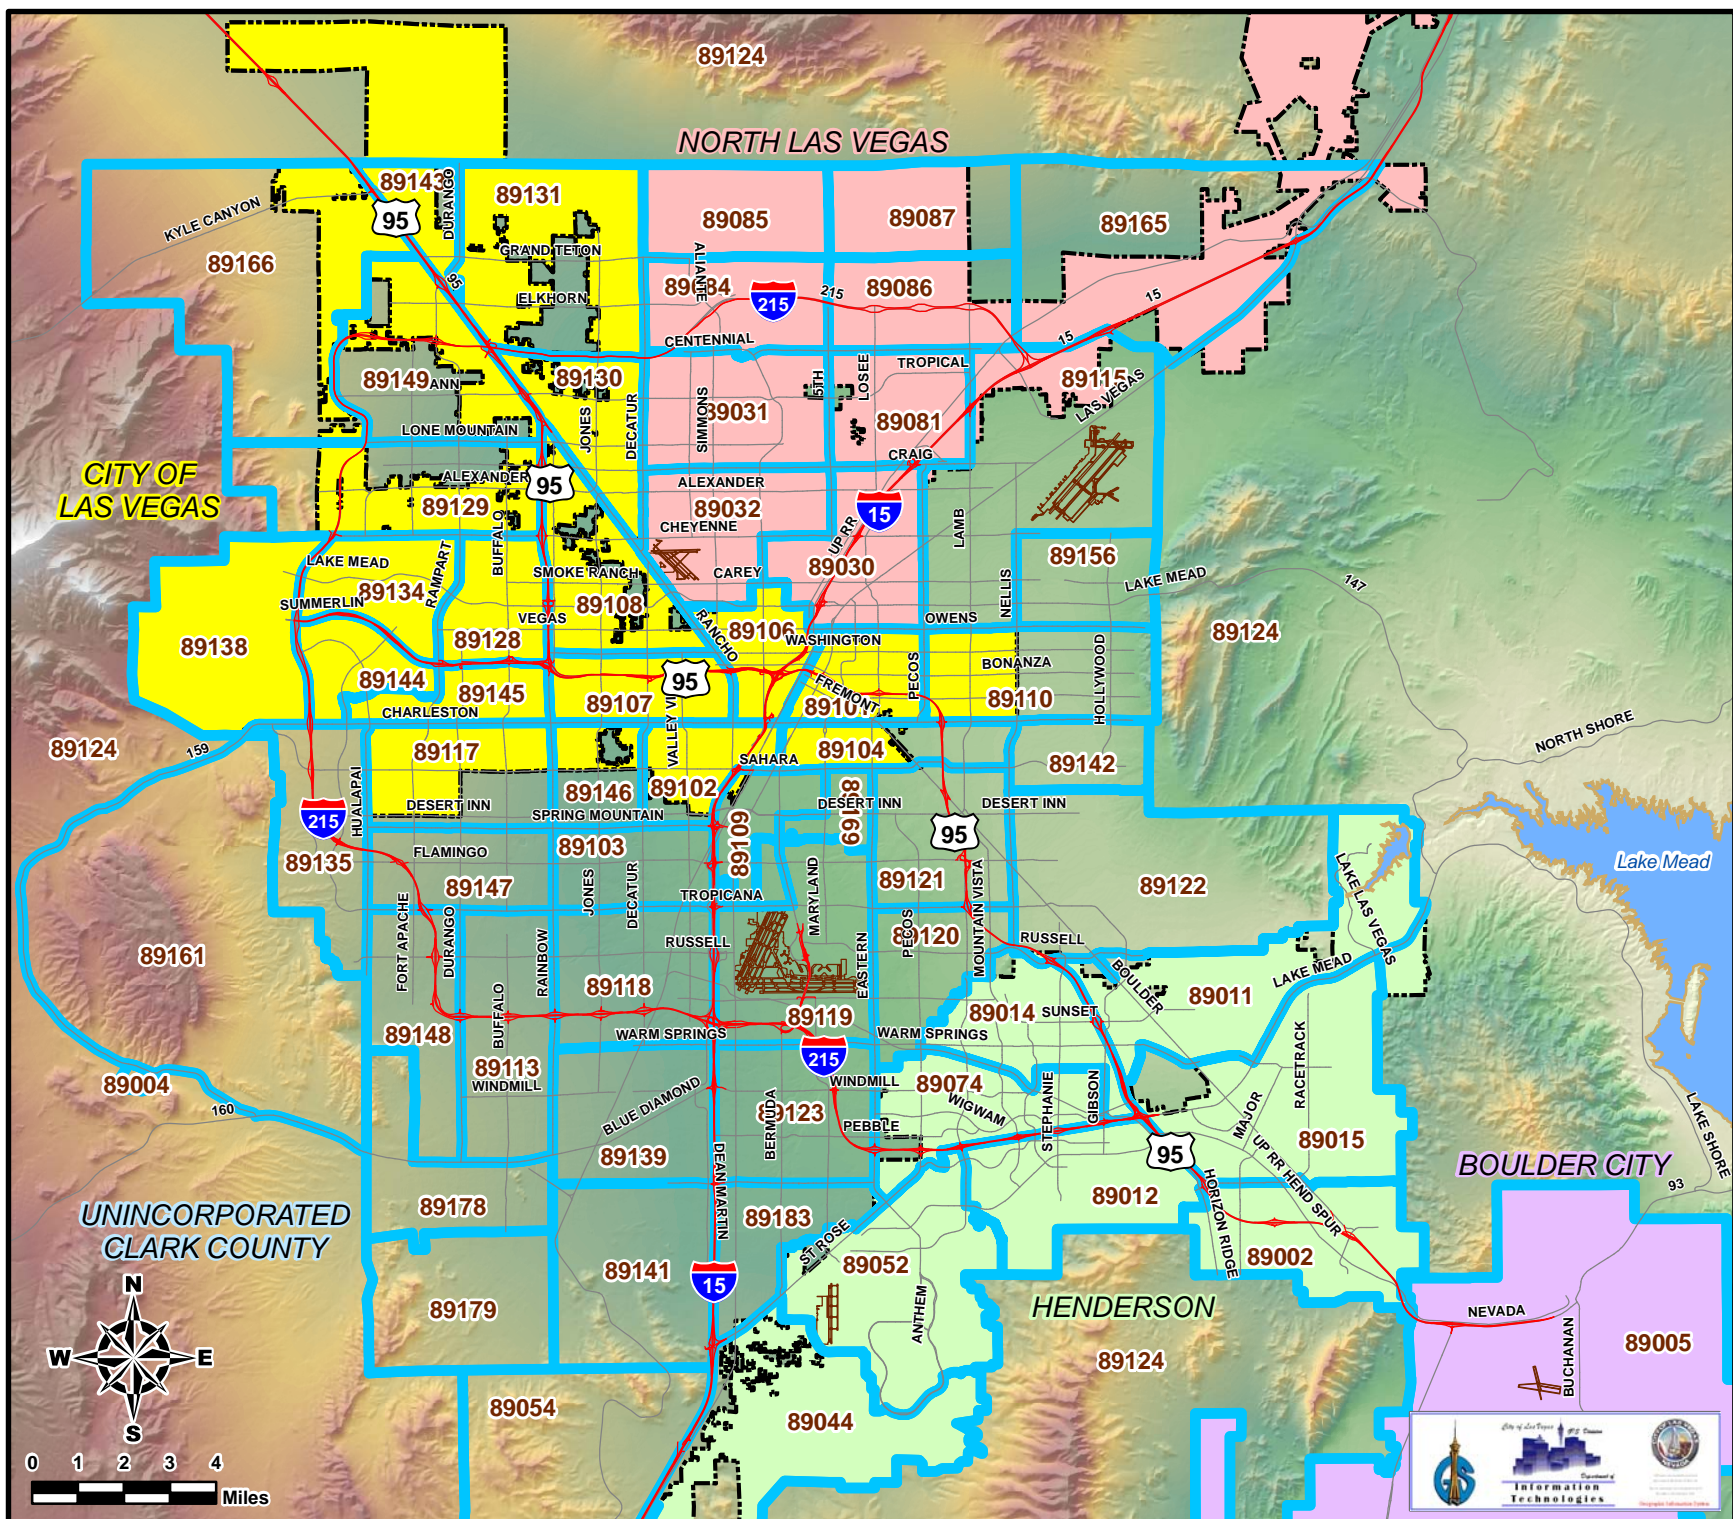 89124
NORTH LAS VEGAS
89143
DURANGO
89131
95
KYLE CANYON
89166
89085
89087
89165
GRAND TETON
ALIANTE
95
ELKHORN
215
215
89086
15
CENTENNIAL
15
TROPICAL
89149
ANN
89130
5TH
LOSEE
89115
LAS VEGAS
DECATUR
JONES
SIMMONS
89031
89081
LONE MOUNTAIN
CRAIG
CITY OF
LAS VEGAS
ALEXANDER
95
ALEXANDER
89129
BUFFALO
89032
15
CHEYENNE
UP RR
LAMB
LAKE MEAD
RAMPART
SMOKE RANCH
CAREY
89030
89156
LAKE MEAD
147
89134
SUMMERLIN
89108
NELLIS
VEGAS
RANCHO
89106
OWENS
89138
89128
WASHINGTON
89124
HOLLYWOOD
BONANZA
PECOS
89144
89145
95
FREMONT
89107
89110
CHARLESTON
VALLEY VI
NORTH SHORE
89124
159
89117
89104
SAHARA
89142
HUALAPAI
89146
89102
89169
DESERT INN
DESERT INN
DESERT INN
SPRING MOUNTAIN
215
95
89109
89135
FLAMINGO
89103
Lake Mead
89147
JONES
DECATUR
TROPICANA
MARYLAND
89121
MOUNTAIN VISTA
89122
LAKE LAS VEGAS
FORT APACHE
DURANGO
RAINBOW
RUSSELL
EASTERN
PECOS
89120
RUSSELL
89161
BOULDER
LAKE MEAD
89118
BUFFALO
89011
89148
89119
89014
SUNSET
WARM SPRINGS
WARM SPRINGS
RACETRACK
215
89113
WINDMILL
WINDMILL
89074
STEPHANIE
GIBSON
89004
160
BLUE DIAMOND
BERMUDA
89123
WIGWAM
PEBBLE
MAJOR
LAKE SHORE
89015
89139
DEAN MARTIN
95
UP RR HEND SPUR
BOULDER CITY
93
89012
HORIZON RIDGE
UNINCORPORATED
CLARK COUNTY
89178
89183
ST ROSE
89052
89002
89141
15
N
W
E
S
89179
ANTHEM
HENDERSON
NEVADA
BUCHANAN
89005
89124
89054
89044
0 1 2 3 4
Miles
City of Las Vegas
Department of
Information
Technologies